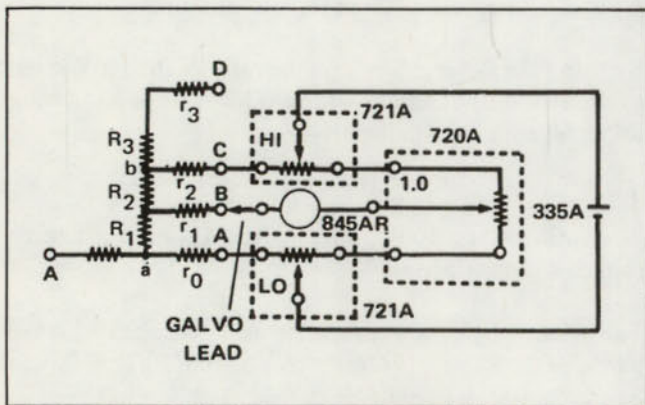 D
r3
721A
R3
HI
720A
b
C
R2
r2
B
1.0
335A
R1
r1
845AR
A
A
a
r0
LO
721A
GALVO
LEAD